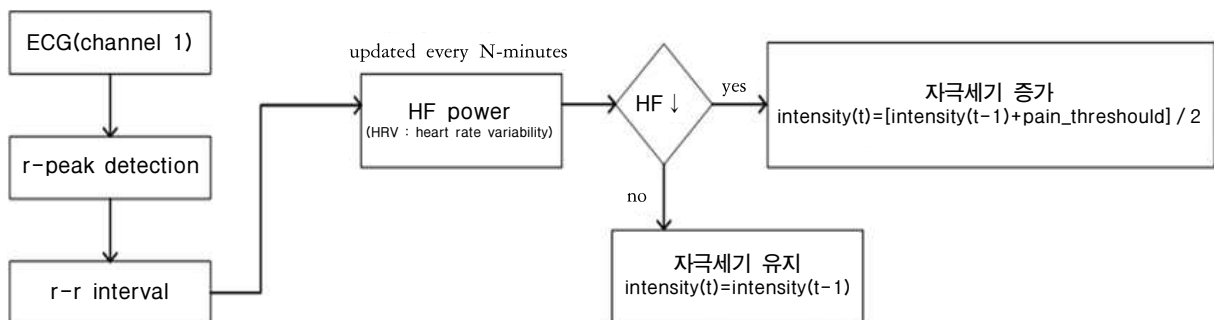 ECG(channel 1)
r-peak detection
r-r interval
updated every N-minutes
HF power
(HRV : heart rate variability)
HF ↓
yes
자극세기 증가
intensity(t)=[intensity(t-1)+pain_threshould] / 2
no
자극세기 유지
intensity(t)=intensity(t-1)